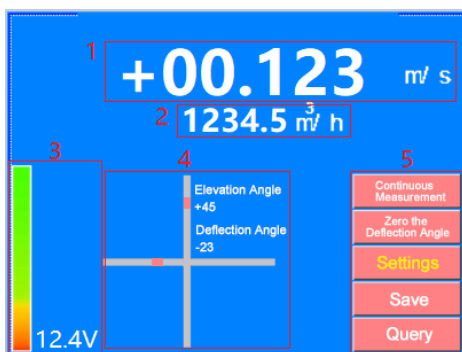 1
+00.123 m/s
2
1234.5 m³/h
3
4
5
Elevation Angle
+45
Deflection Angle
-23
12.4V
Continuous
Measurement
Zero the
Deflection Angle
Settings
Save
Query